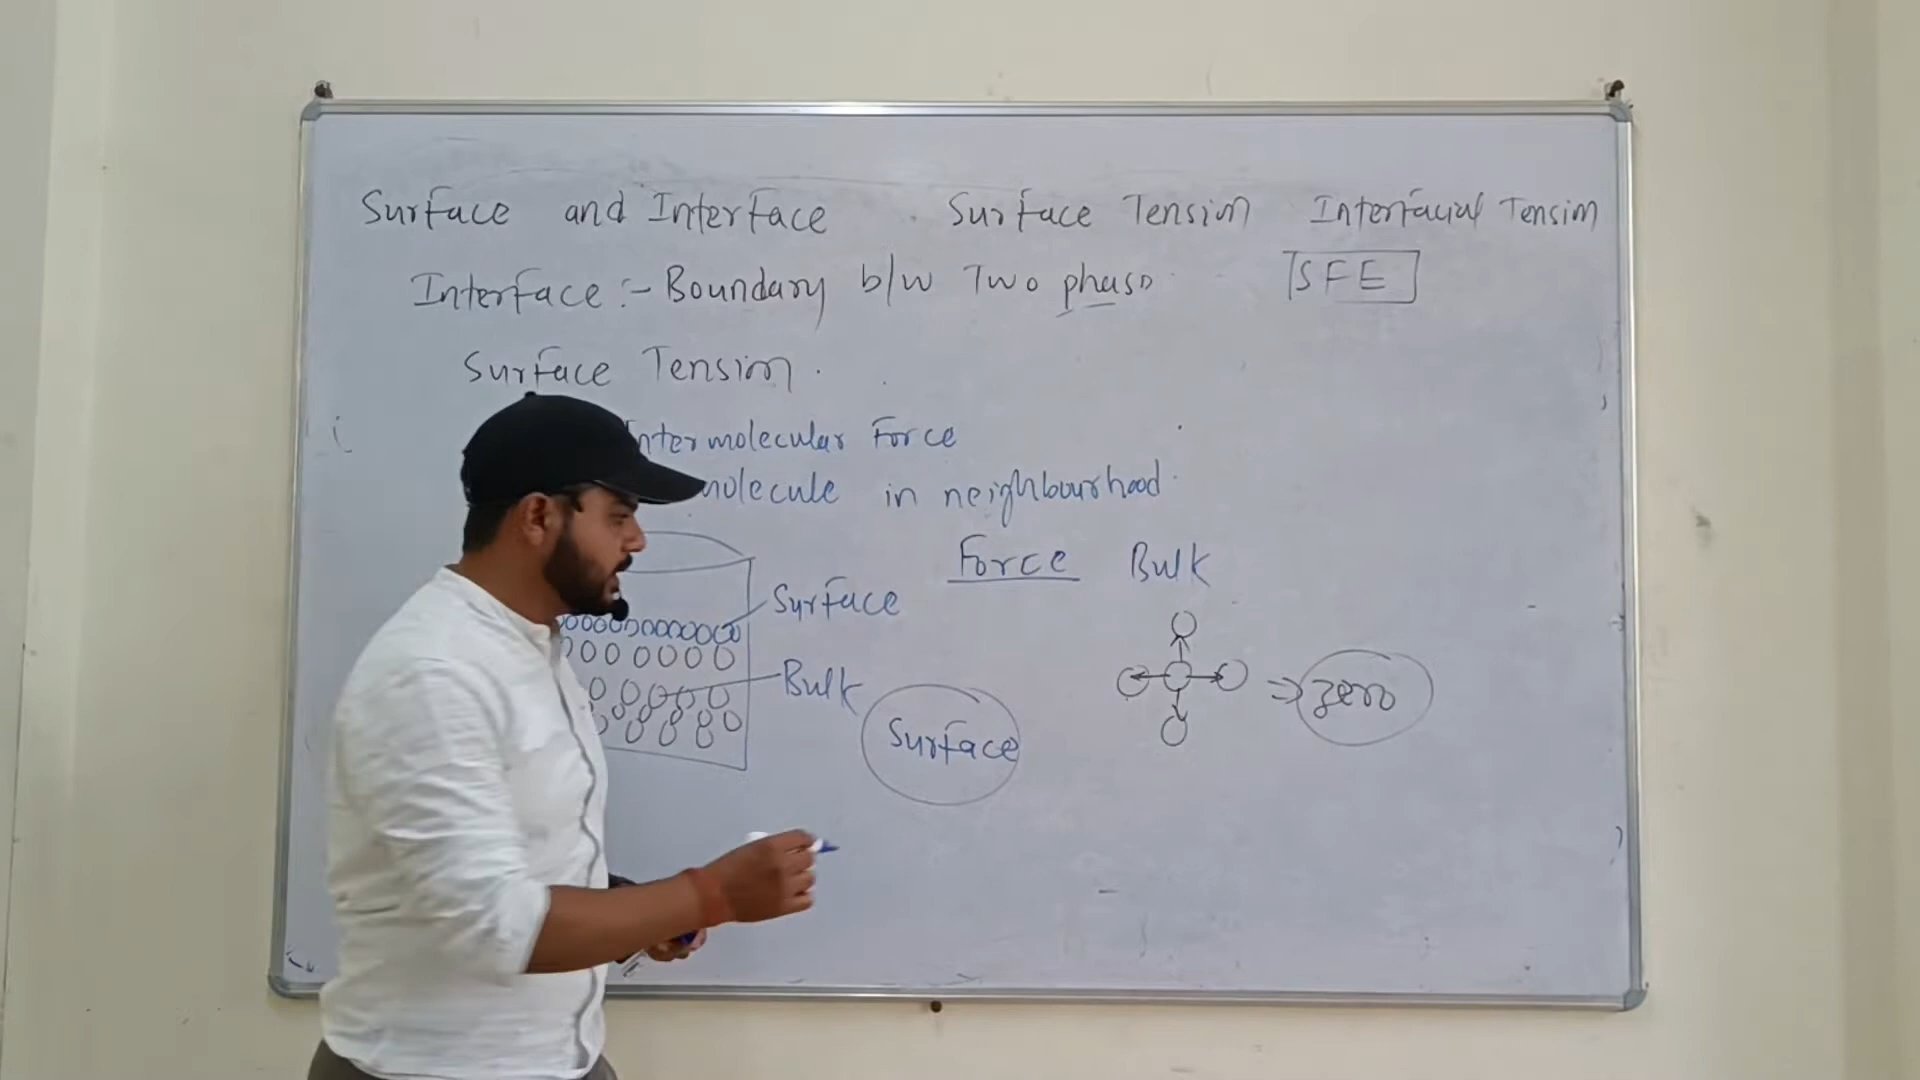 Surface and Interface . Surface Tension Interfacial Tension
Interface :- Boundary b/w Two phases
SFE
Surface Tension .
Intermolecular Force
molecule in neighbourhood .
Force Bulk
Surface
Bulk
Surface
⇒ Zero